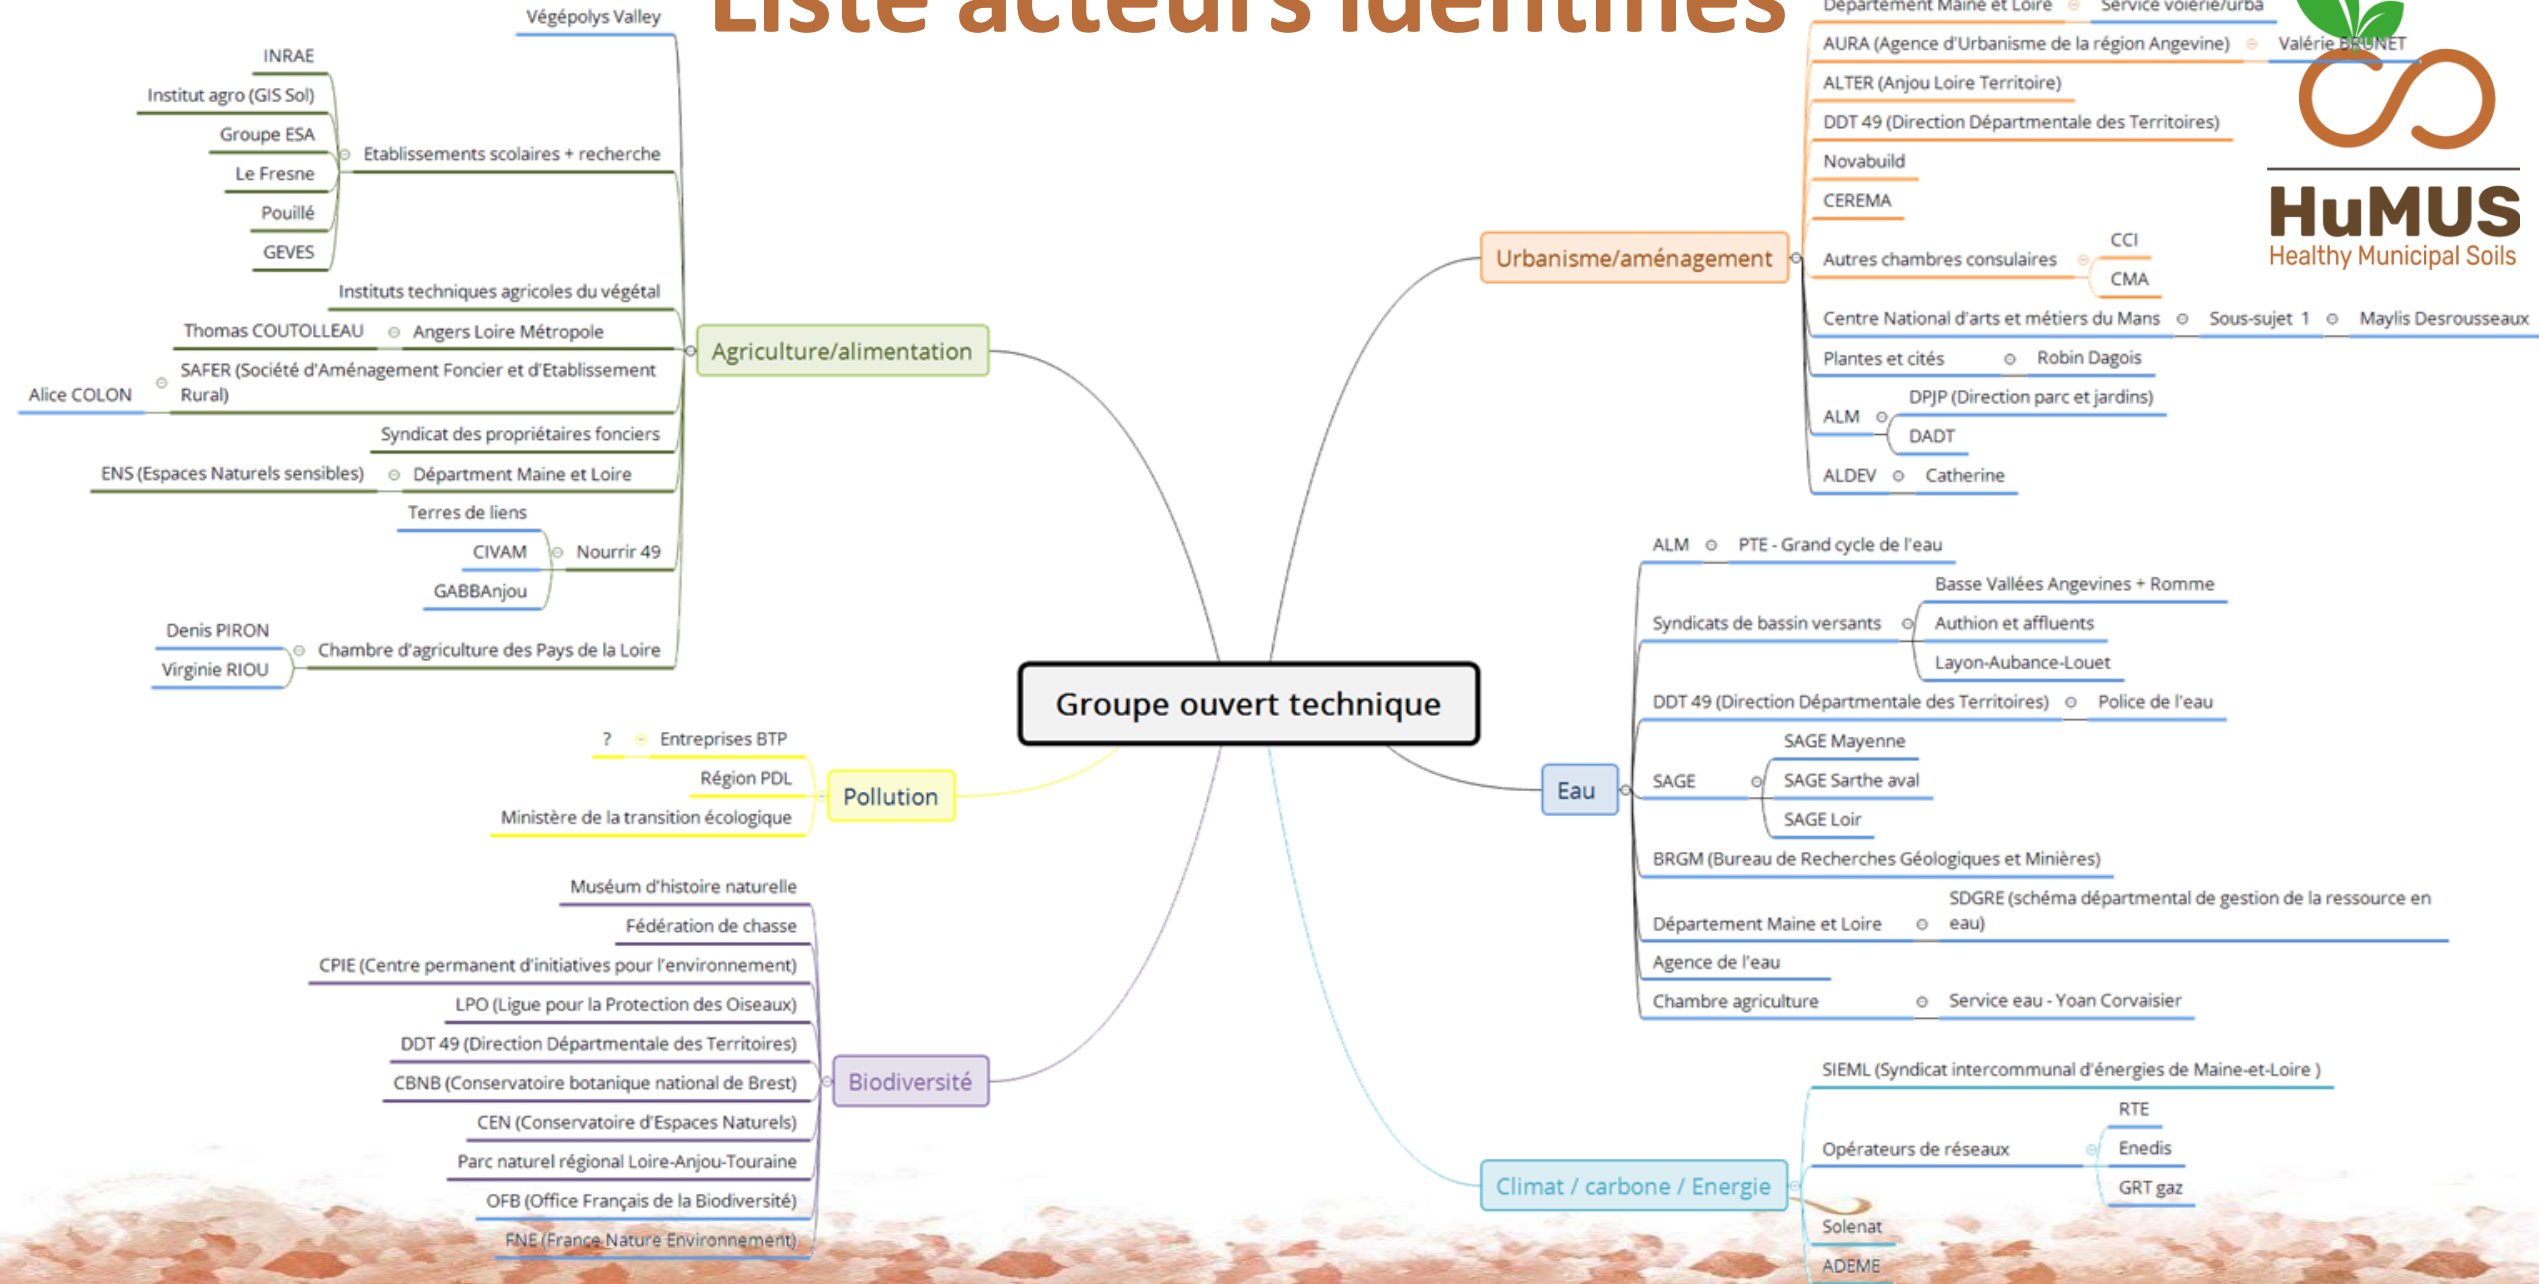 Liste acteurs identifiés
Végépolys Valley
INRAE
Institut agro (GIS Sol)
Groupe ESA
Etablissements scolaires + recherche
Le Fresne
Pouillé
GEVES
Instituts techniques agricoles du végétal
Thomas COUTOLLEAU
Angers Loire Métropole
Agriculture/alimentation
SAFER (Société d'Aménagement Foncier et d'Etablissement
Rural)
Alice COLON
Syndicat des propriétaires fonciers
ENS (Espaces Naturels sensibles)
Départment Maine et Loire
Terres de liens
CIVAM
Nourrir 49
GABBAnjou
Denis PIRON
Chambre d'agriculture des Pays de la Loire
Virginie RIOU
Groupe ouvert technique
?
Entreprises BTP
Région PDL
Pollution
Ministère de la transition écologique
Muséum d'histoire naturelle
Fédération de chasse
CPIE (Centre permanent d'initiatives pour l'environnement)
LPO (Ligue pour la Protection des Oiseaux)
DDT 49 (Direction Départmentale des Territoires)
CBNB (Conservatoire botanique national de Brest)
Biodiversité
CEN (Conservatoire d'Espaces Naturels)
Parc naturel régional Loire-Anjou-Touraine
OFB (Office Français de la Biodiversité)
FNE (France Nature Environnement)
Département Maine et Loire
Service voierie/urba
AURA (Agence d'Urbanisme de la région Angevine)
Valérie BRUNET
ALTER (Anjou Loire Territoire)
DDT 49 (Direction Départmentale des Territoires)
Novabuild
CEREMA
Urbanisme/aménagement
Autres chambres consulaires
CCI
CMA
Centre National d'arts et métiers du Mans
Sous-sujet 1
Maylis Desrousseaux
Plantes et cités
Robin Dagois
ALM
DPJP (Direction parc et jardins)
DADT
ALDEV
Catherine
HuMUS
Healthy Municipal Soils
ALM
PTE - Grand cycle de l'eau
Syndicats de bassin versants
Basse Vallées Angevines + Romme
Authion et affluents
Layon-Aubance-Louet
DDT 49 (Direction Départmentale des Territoires)
Police de l'eau
Eau
SAGE
SAGE Mayenne
SAGE Sarthe aval
SAGE Loir
BRGM (Bureau de Recherches Géologiques et Minières)
Département Maine et Loire
SDGRE (schéma départmental de gestion de la ressource en
eau)
Agence de l'eau
Chambre agriculture
Service eau - Yoan Corvaisier
SIEML (Syndicat intercommunal d'énergies de Maine-et-Loire )
Opérateurs de réseaux
RTE
Enedis
GRT gaz
Climat / carbone / Energie
Solenat
ADEME